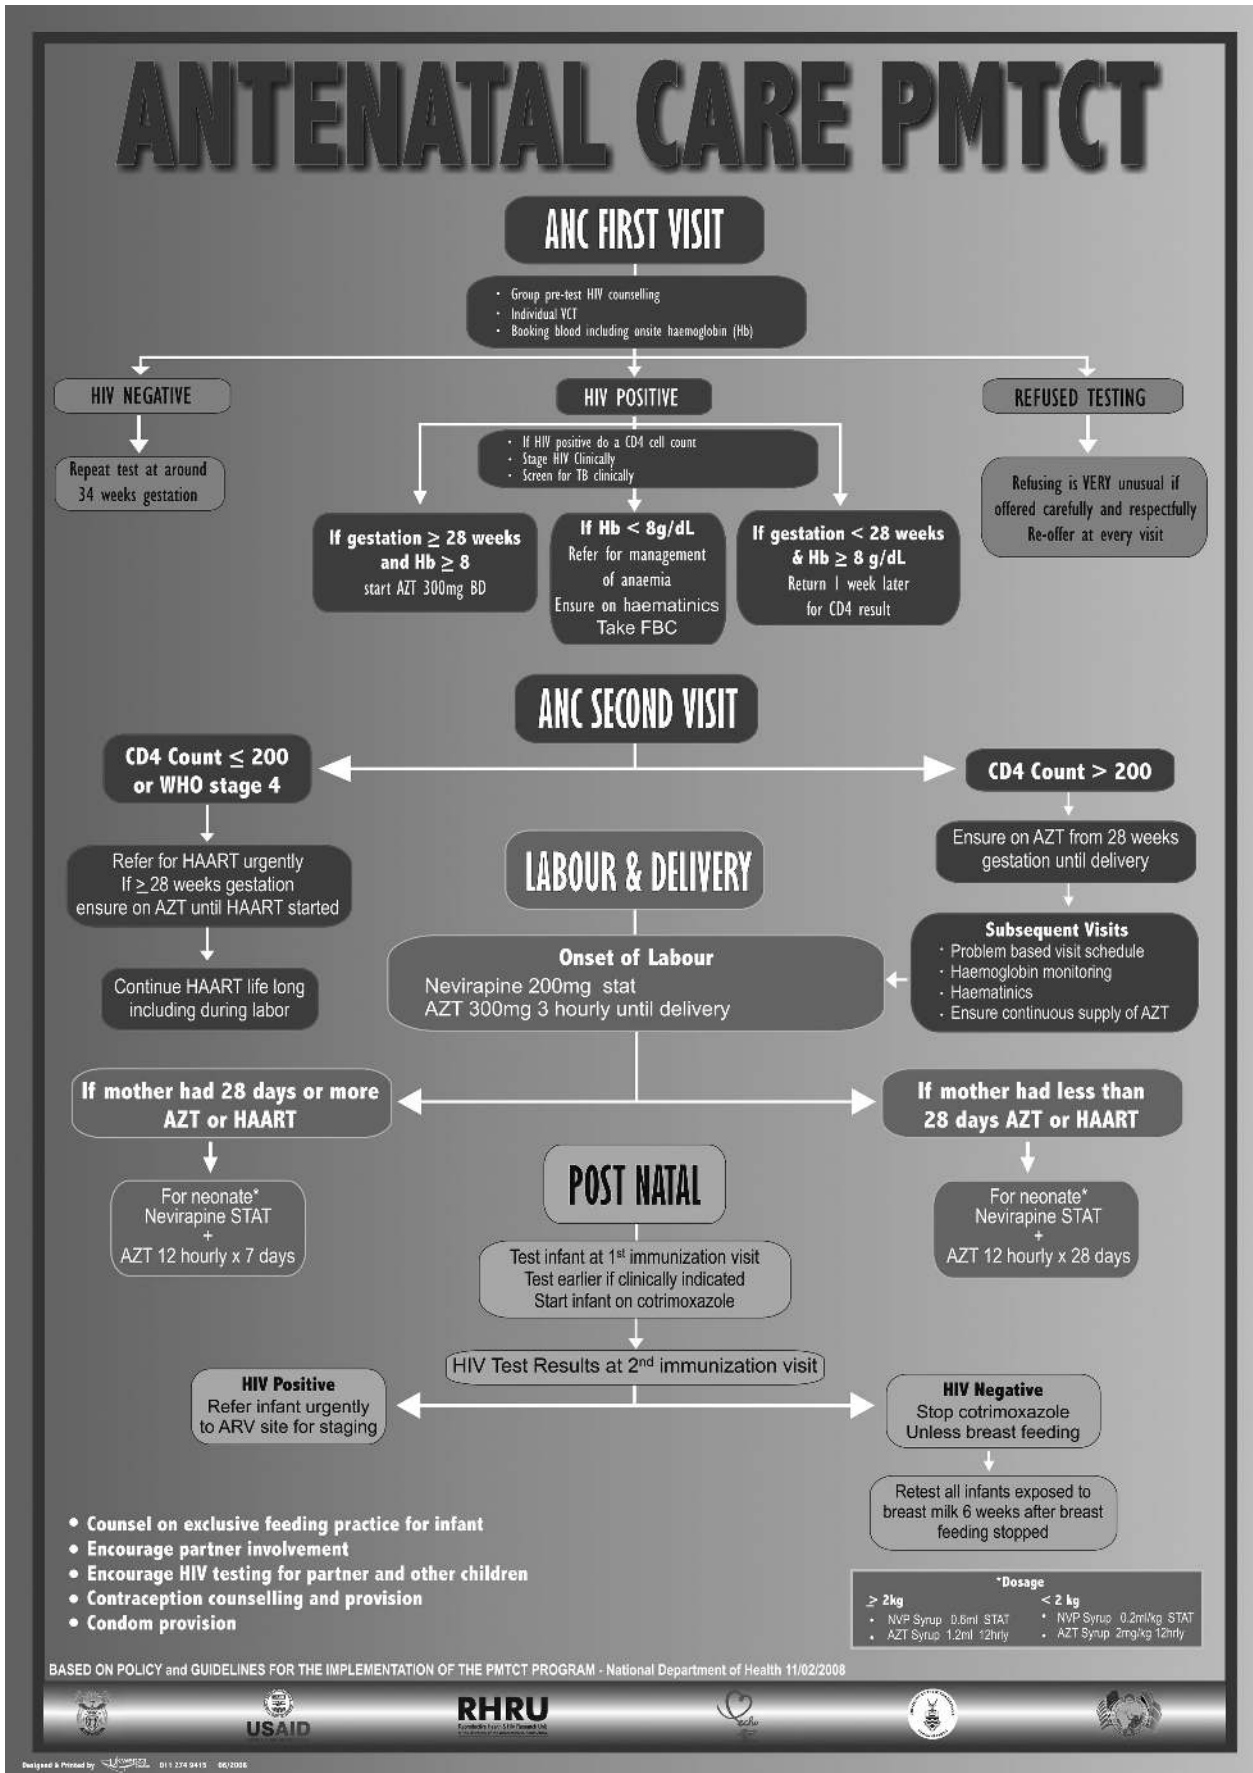 ANTENATAL CARE PMTCT
ANC FIRST VISIT
· Group pre-test HIV counselling
· Individual VCT
· Booking blood including onsite haemoglobin (Hb)
HIV NEGATIVE
Repeat test at around
34 weeks gestation
HIV POSITIVE
· If HIV positive do a CD4 cell count
· Stage HIV Clinically
· Screen for TB clinically
REFUSED TESTING
Refusing is VERY unusual if
offered carefully and respectfully
Re-offer at every visit
If gestation ≥ 28 weeks
and Hb ≥ 8
start AZT 300mg BD
If Hb < 8g/dL
Refer for management
of anaemia
Ensure on haematinics
Take FBC
If gestation < 28 weeks
& Hb ≥ 8 g/dL
Return 1 week later
for CD4 result
ANC SECOND VISIT
CD4 Count ≤ 200
or WHO stage 4
Refer for HAART urgently
If ≥ 28 weeks gestation
ensure on AZT until HAART started
Continue HAART life long
including during labor
CD4 Count > 200
Ensure on AZT from 28 weeks
gestation until delivery
Subsequent Visits
· Problem based visit schedule
· Haemoglobin monitoring
· Haematinics
· Ensure continuous supply of AZT
LABOUR & DELIVERY
Onset of Labour
Nevirapine 200mg stat
AZT 300mg 3 hourly until delivery
If mother had 28 days or more
AZT or HAART
For neonate*
Nevirapine STAT
+
AZT 12 hourly x 7 days
If mother had less than
28 days AZT or HAART
For neonate*
Nevirapine STAT
+
AZT 12 hourly x 28 days
POST NATAL
Test infant at 1st immunization visit
Test earlier if clinically indicated
Start infant on cotrimoxazole
HIV Test Results at 2nd immunization visit
HIV Positive
Refer infant urgently
to ARV site for staging
HIV Negative
Stop cotrimoxazole
Unless breast feeding
Retest all infants exposed to
breast milk 6 weeks after breast
feeding stopped
• Counsel on exclusive feeding practice for infant
• Encourage partner involvement
• Encourage HIV testing for partner and other children
• Contraception counselling and provision
• Condom provision
*Dosage
≥ 2kg
• NVP Syrup 0.6ml STAT
• AZT Syrup 1.2ml 12hrly
< 2 kg
• NVP Syrup 0.2ml/kg STAT
• AZT Syrup 2mg/kg 12hrly
BASED ON POLICY and GUIDELINES FOR THE IMPLEMENTATION OF THE PMTCT PROGRAM - National Department of Health 11/02/2008
USAID
RHRU
Reproductive Health & HIV Research Unit
echo
Designed & Printed by
011 274 9415 06/2008